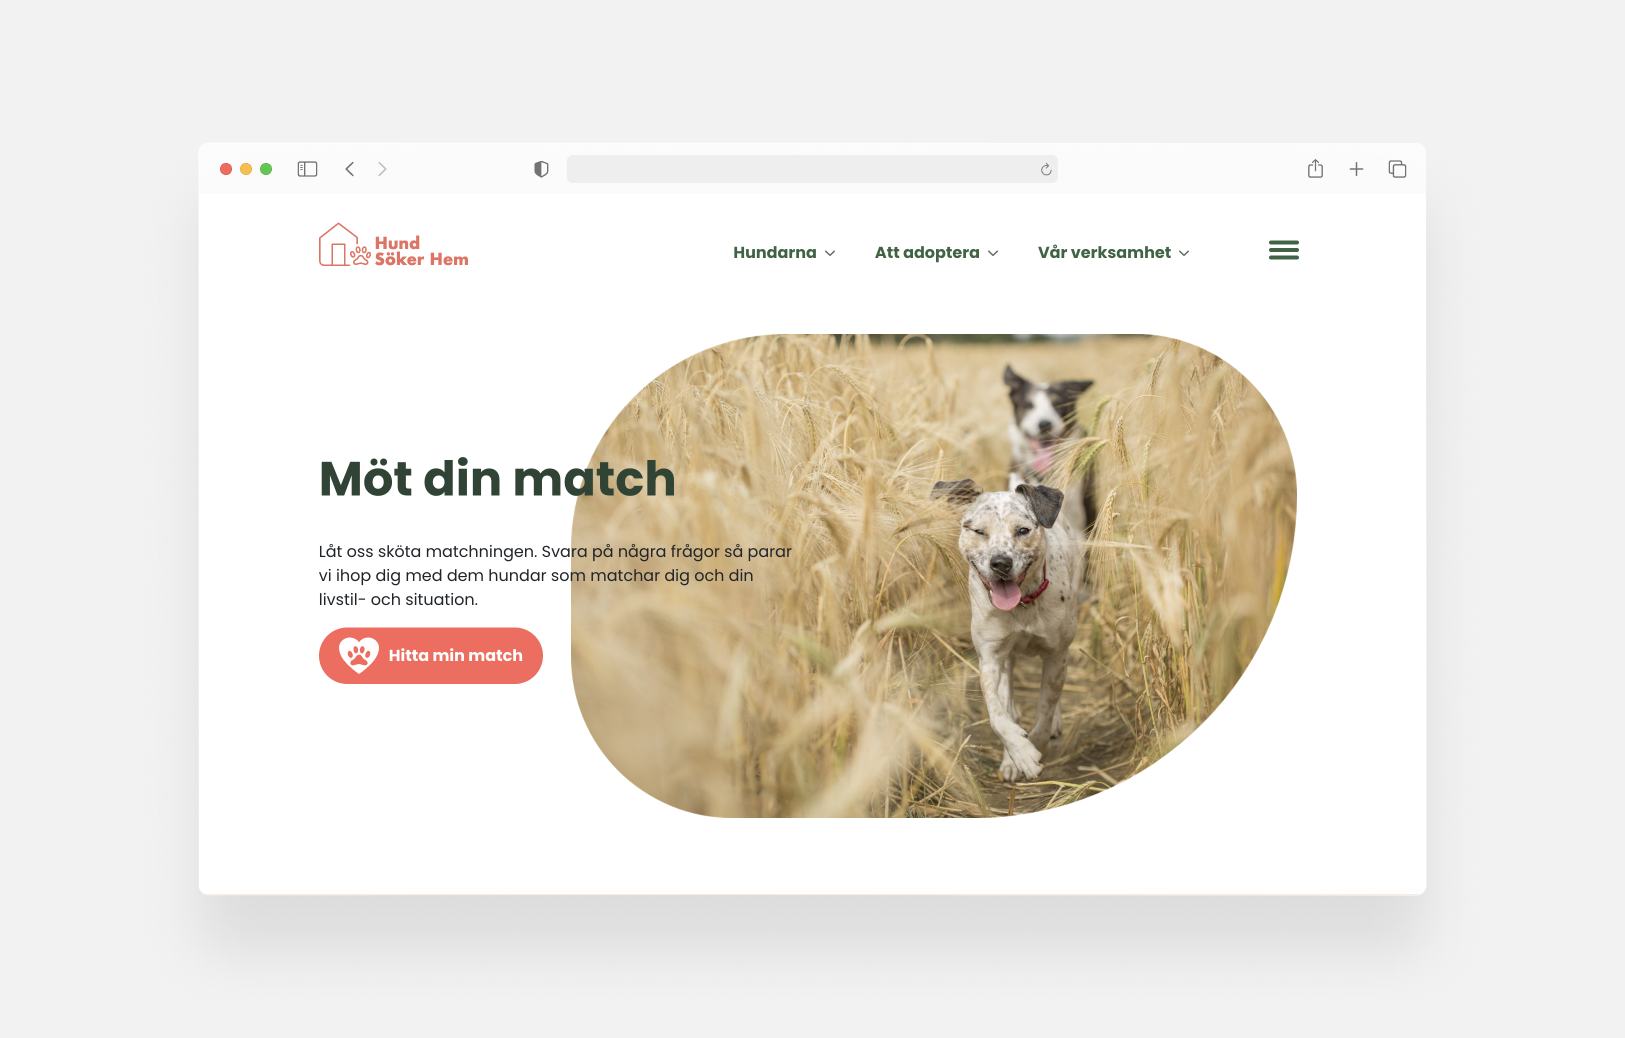 Hund
Söker Hem
Hundarna
Att adoptera
Vår verksamhet
Möt din match
Låt oss sköta matchningen. Svara på några frågor så parar
vi ihop dig med dem hundar som matchar dig och din
livstil- och situation.
Hitta min match